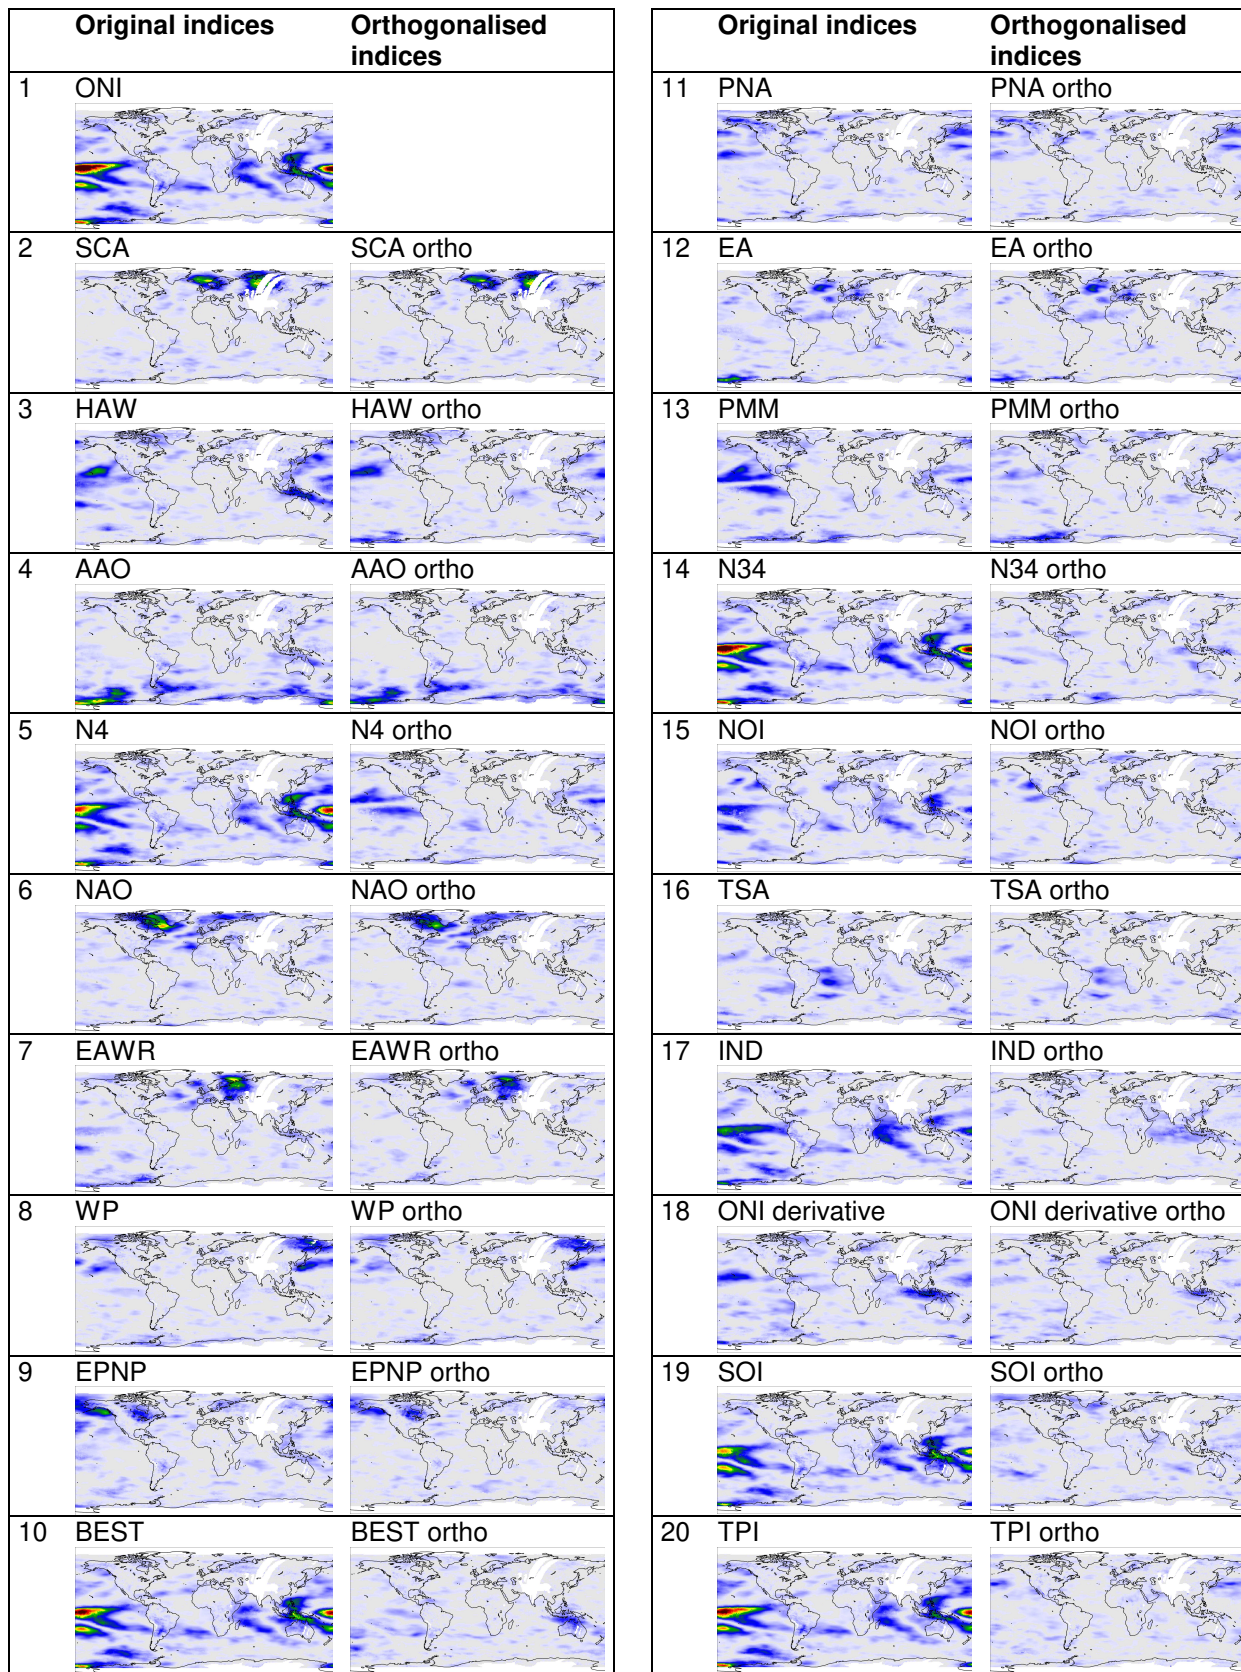 Original indices Orthogonalised indices
1 ONI
2 SCA SCA ortho
3 HAW HAW ortho
4 AAO AAO ortho
5 N4 N4 ortho
6 NAO NAO ortho
7 EAWR EAWR ortho
8 WP WP ortho
9 EPNP EPNP ortho
10 BEST BEST ortho
Original indices Orthogonalised indices
11 PNA PNA ortho
12 EA EA ortho
13 PMM PMM ortho
14 N34 N34 ortho
15 NOI NOI ortho
16 TSA TSA ortho
17 IND IND ortho
18 ONI derivative ONI derivative ortho
19 SOI SOI ortho
20 TPI TPI ortho